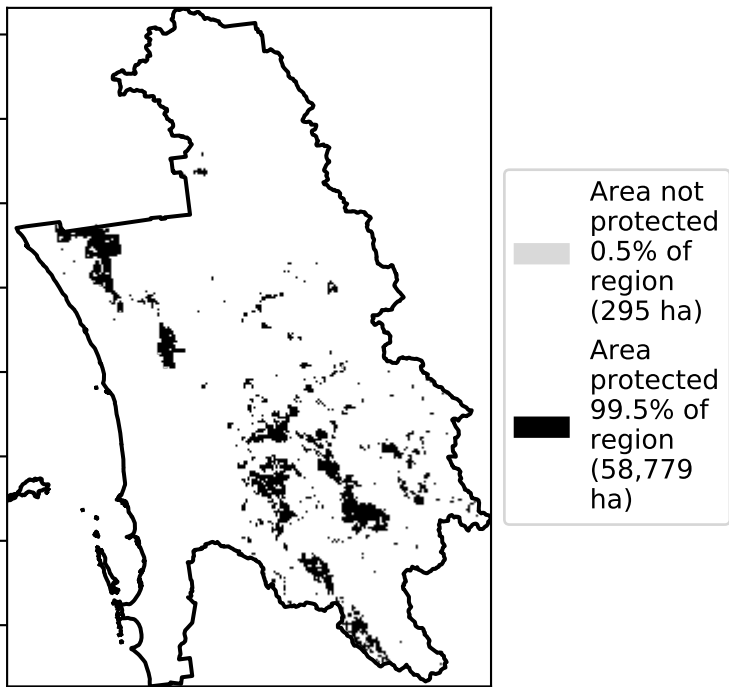 Area not
protected
0.5% of
region
(295 ha)
Area
protected
99.5% of
region
(58,779
ha)